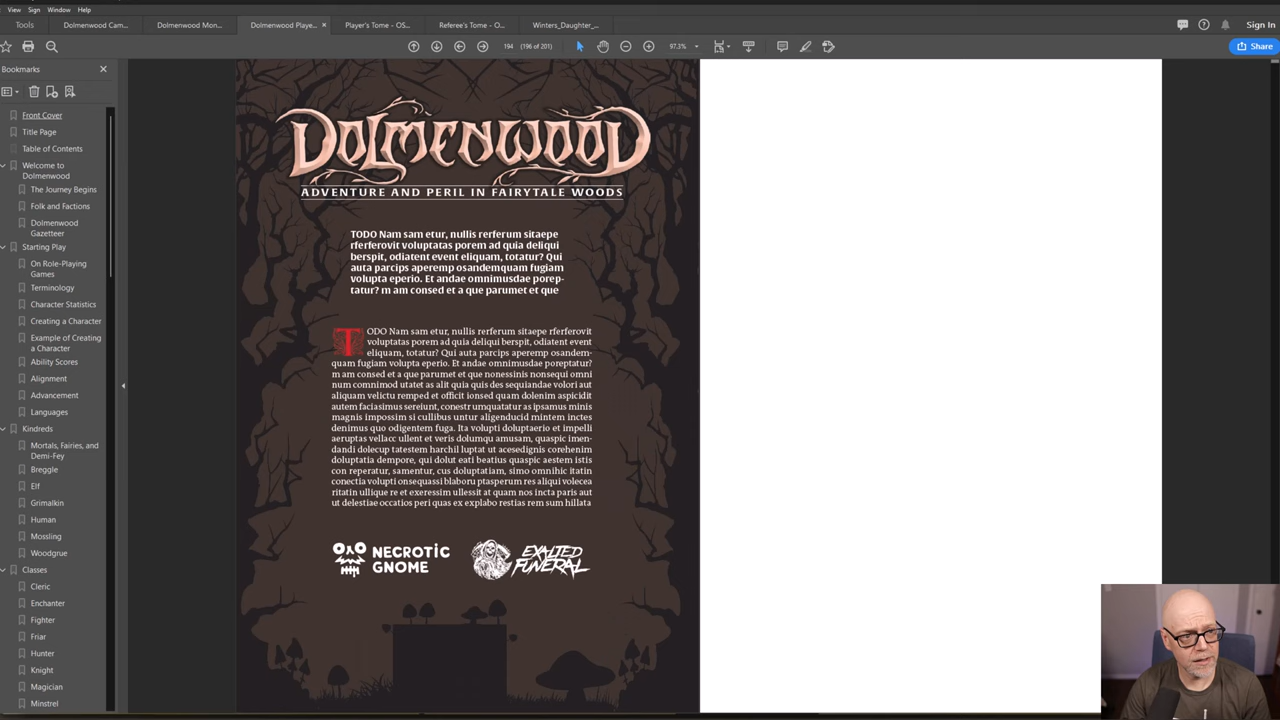 View Sign Window Help
Tools Dolmenwood Cam... Dolmenwood Mon... Dolmenwood Playe... × Player's Tome - OS... Referee's Tome - O... Winters_Daughter_... Sign In
194 (196 of 201) 97.3% Share
Bookmarks
Front Cover
Title Page
Table of Contents
Welcome to
Dolmenwood
The Journey Begins
Folk and Factions
Dolmenwood
Gazetteer
Starting Play
On Role-Playing
Games
Terminology
Character Statistics
Creating a Character
Example of Creating
a Character
Ability Scores
Alignment
Advancement
Languages
Kindreds
Mortals, Fairies, and
Demi-Fey
Breggle
Elf
Grimalkin
Human
Mossling
Woodgrue
Classes
Cleric
Enchanter
Fighter
Friar
Hunter
Knight
Magician
Minstrel
DOLMENWOOD
ADVENTURE AND PERIL IN FAIRYTALE WOODS
TODO Nam sam etur, nullis rerferum sitaepe
rferferovit voluptatas porem ad quia deliqui
berspit, odiatent event eliquam, totatur? Qui
auta parcips aperemp osandemquam fugiam
volupta eperio. Et andae omnimusdae porep-
tatur? m am consed et a que parumet et que
TODO Nam sam etur, nullis rerferum sitaepe rferferovit
voluptatas porem ad quia deliqui berspit, odiatent event
eliquam, totatur? Qui auta parcips aperemp osandem-
quam fugiam volupta eperio. Et andae omnimusdae poreptatur?
m am consed et a que parumet et que nonessinis nonsequi omni
num comnimod utatet as alit quia quis des sequiandae volori aut
aliquam velictu remped et officit ionsed quam dolenim aspicidit
autem faciasimus sereiunt, conestrumquatatur as ipsamus minis
magnis impossim si cullibus untur aligenducid mintem inctes
denimus quo odigentem fuga. Ita volupti doluptaerio et impelli
aeruptas vellacc ullent et veris dolumqu amusam, quaspic imen-
dandi dolecup tatestem harchil luptat ut acesedignis corehenim
doluptatia dempore, qui dolut eati beatius quaspic aestem istis
con reperatur, samentur, cus doluptatiam, simo omnihic itatin
conectia volupti onsequassi blaboru ptasperum res aliqui volecea
ritatin ullique re et exeressim ullessit at quam nos incta paris aut
ut delestiae occatios peri quas ex explabo restias rem sum hillata
NECROTIC
GNOME
EXALTED
FUNERAL